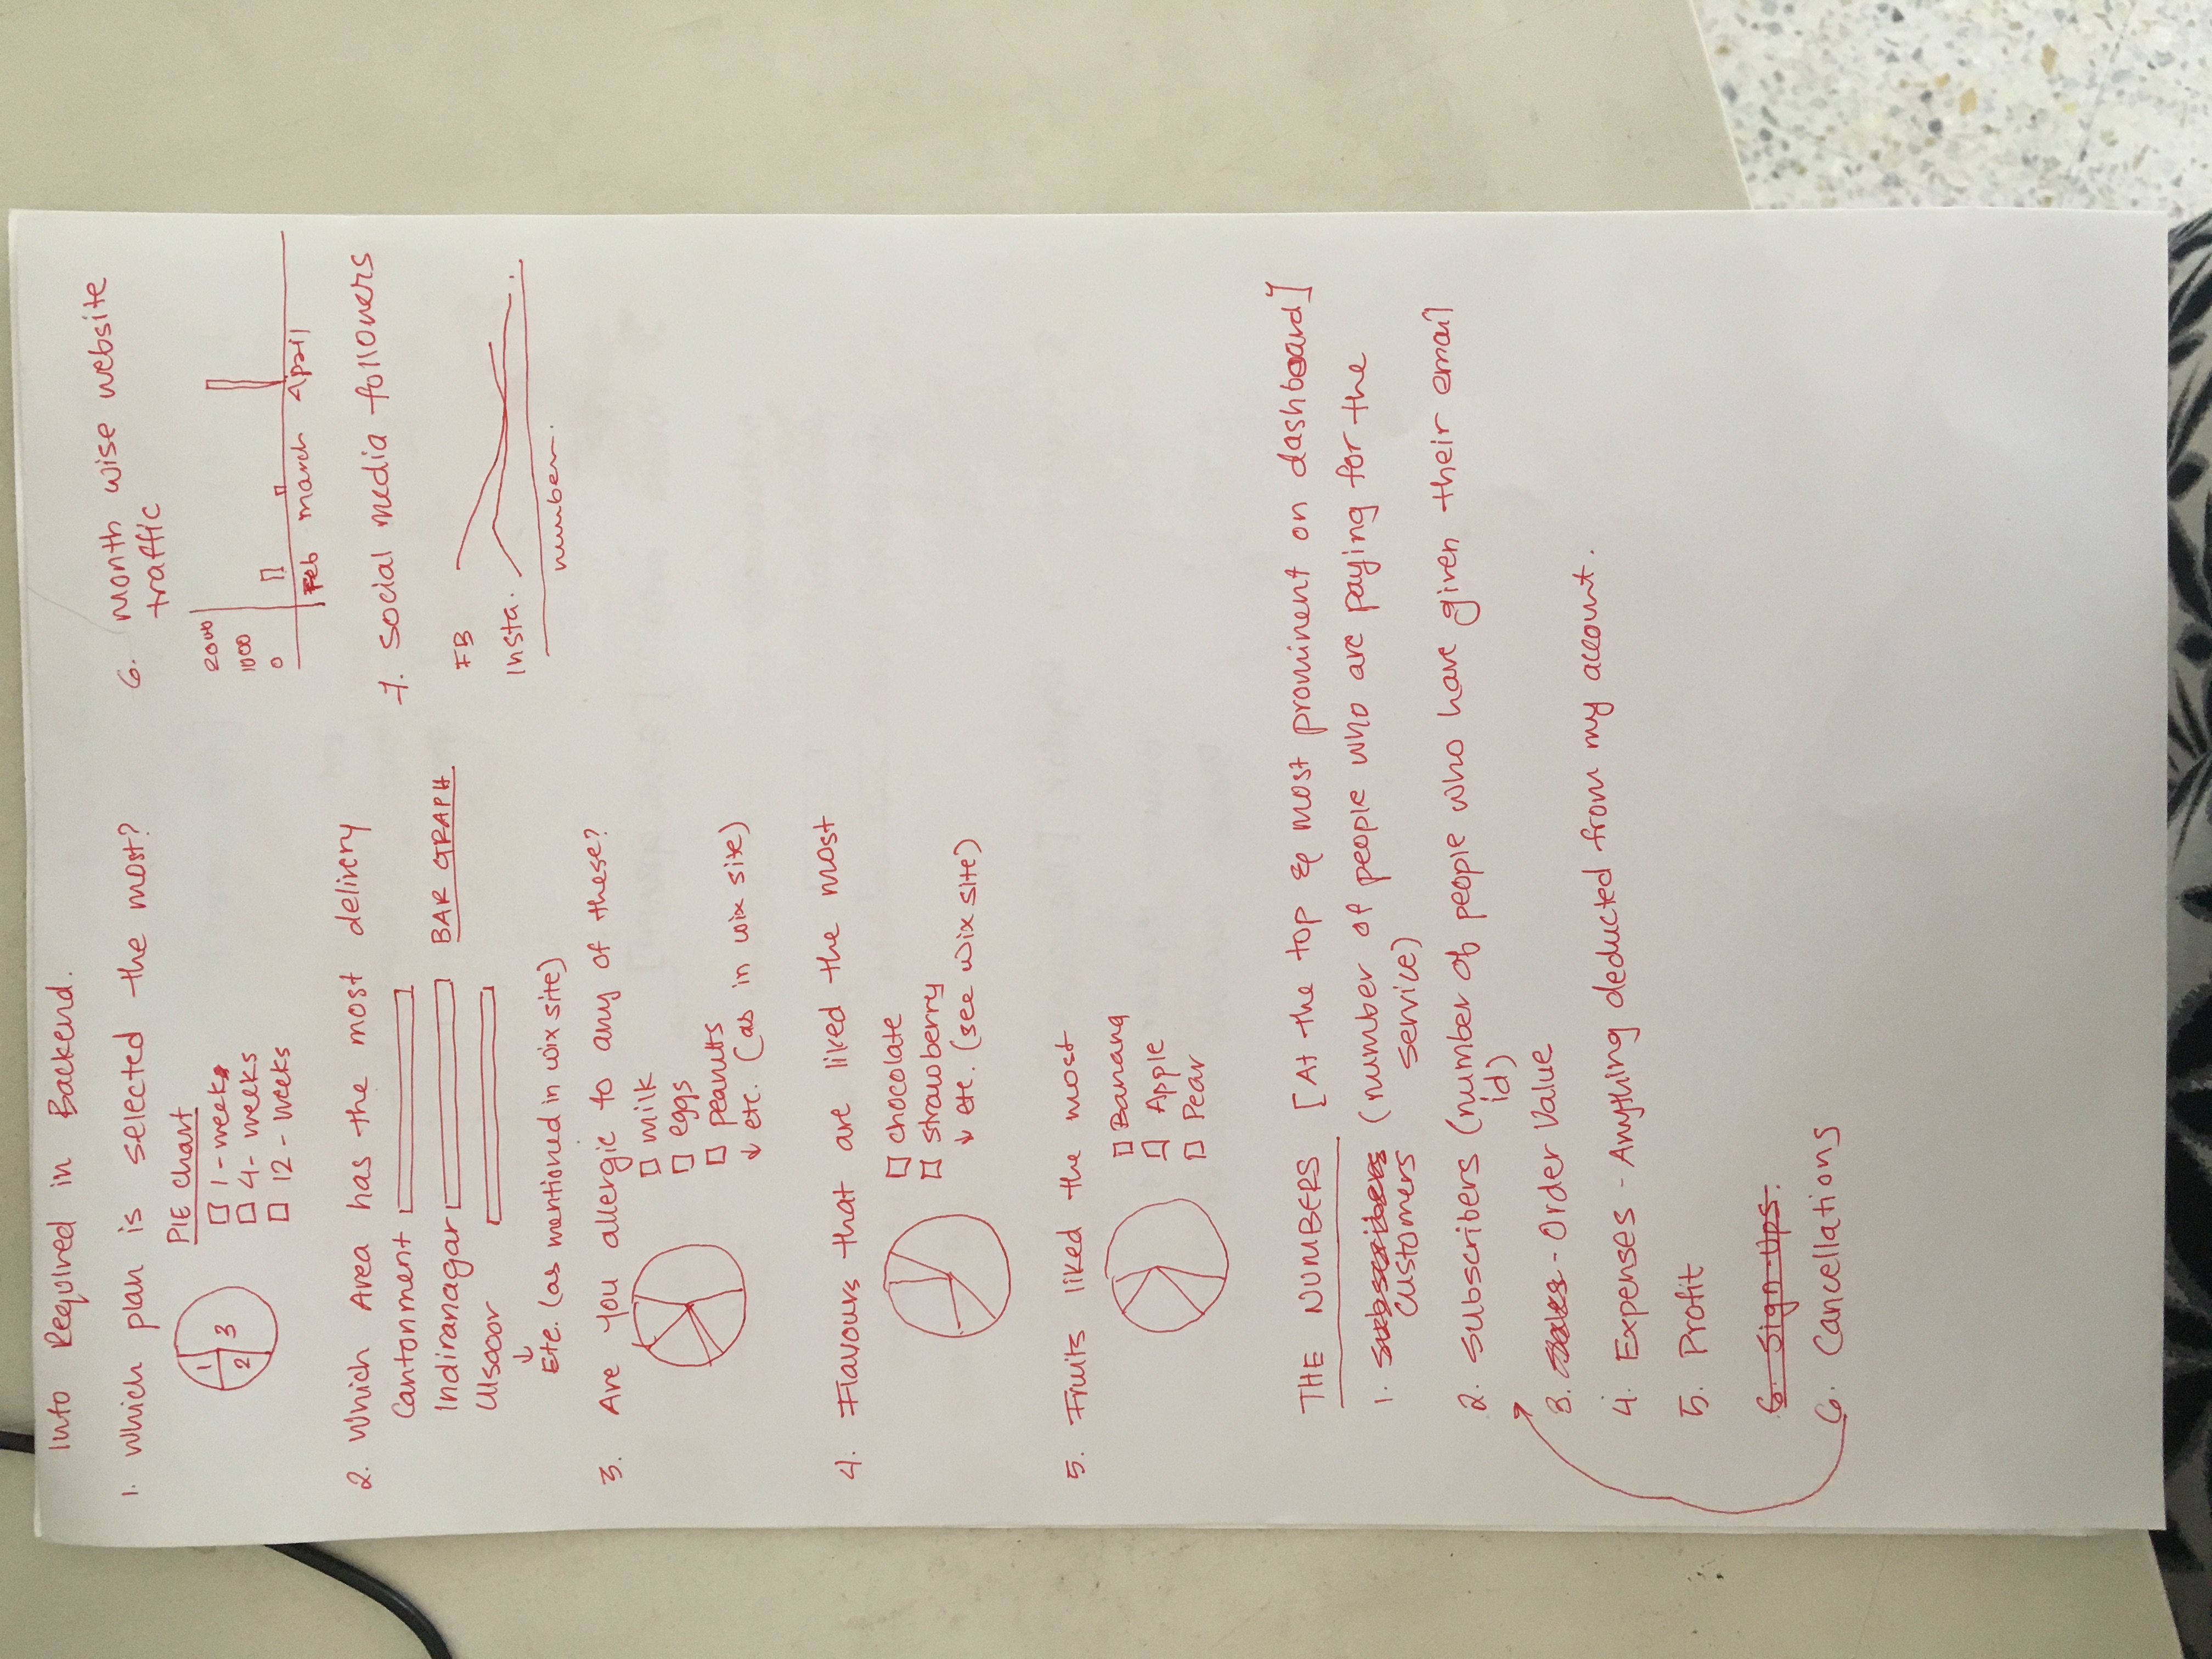 Info Required in Backend.
1. Which plan is selected the most?
1
2
3
PIE Chart
1-week
4-weeks
12-weeks
2. Which Area has the most delivery
Cantonment
Indiranagar
BAR GRAPH
Ulsooor
Etc. (as mentioned in wix site)
3. Are you allergic to any of these?
milk
eggs
peanuts
etc. (as in wix site)
4. Flavours that are liked the most
chocolate
strawberry
etc. (see wix site)
5. Fruits liked the most
Banana
Apple
Pear
6. month wise website
traffic
2000
1000
0
Feb march April
7. Social media followers
FB
Insta.
number.
THE NUMBERS [At the top & most prominent on dashboard]
1. Subscribers (number of people who are paying for the
customers service)
2. Subscribers (number of people who have given their email
id)
3. Sales - Order Value
4. Expenses - Anything deducted from my account.
5. Profit
6. Sign-Ups.
6. Cancellations